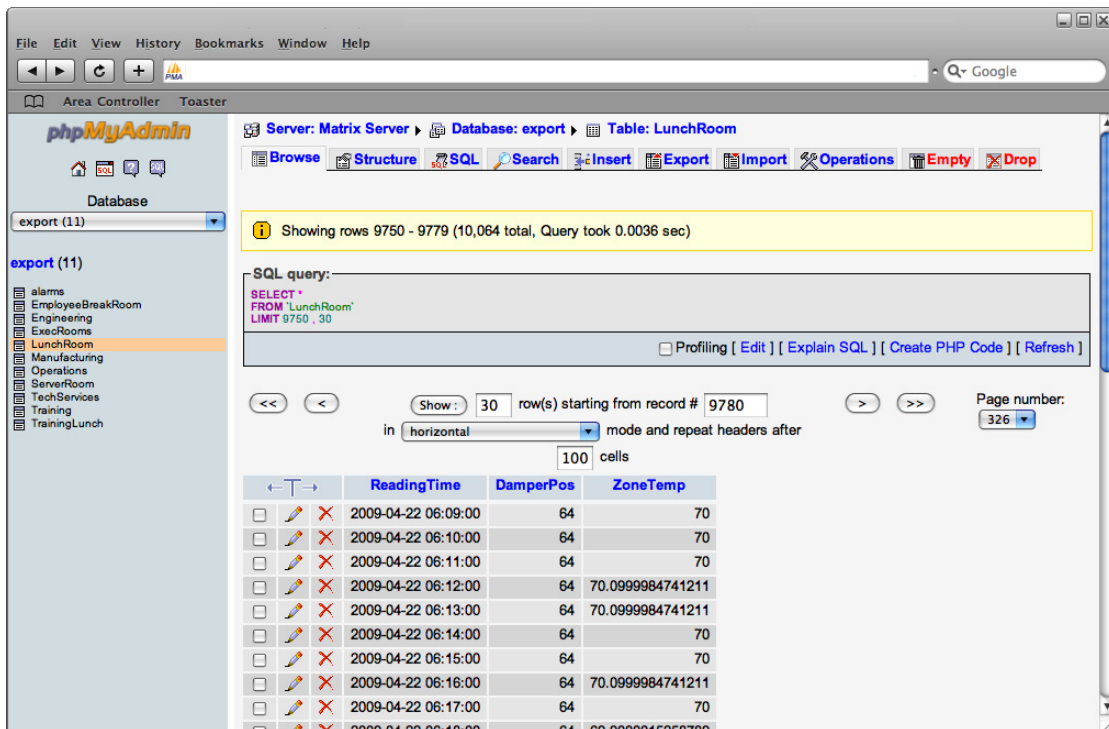 File Edit View History Bookmarks Window Help
PMA
Google
Area Controller Toaster
phpMyAdmin
SQL
Database
export (11)
export (11)
alarms
EmployeeBreakRoom
Engineering
ExecRooms
LunchRoom
Manufacturing
Operations
ServerRoom
TechServices
Training
TrainingLunch
Server: Matrix Server Database: export Table: LunchRoom
Browse Structure SQL Search Insert Export Import Operations Empty Drop
Showing rows 9750 - 9779 (10,064 total, Query took 0.0036 sec)
SQL query:
SELECT *
FROM 'LunchRoom'
LIMIT 9750 , 30
Profiling [ Edit ] [ Explain SQL ] [ Create PHP Code ] [ Refresh ]
<< < Show : 30 row(s) starting from record # 9780 > >> Page number:
326
in horizontal mode and repeat headers after
100 cells
←T→ ReadingTime DamperPos ZoneTemp
2009-04-22 06:09:00 64 70
2009-04-22 06:10:00 64 70
2009-04-22 06:11:00 64 70
2009-04-22 06:12:00 64 70.0999984741211
2009-04-22 06:13:00 64 70.0999984741211
2009-04-22 06:14:00 64 70
2009-04-22 06:15:00 64 70
2009-04-22 06:16:00 64 70.0999984741211
2009-04-22 06:17:00 64 70